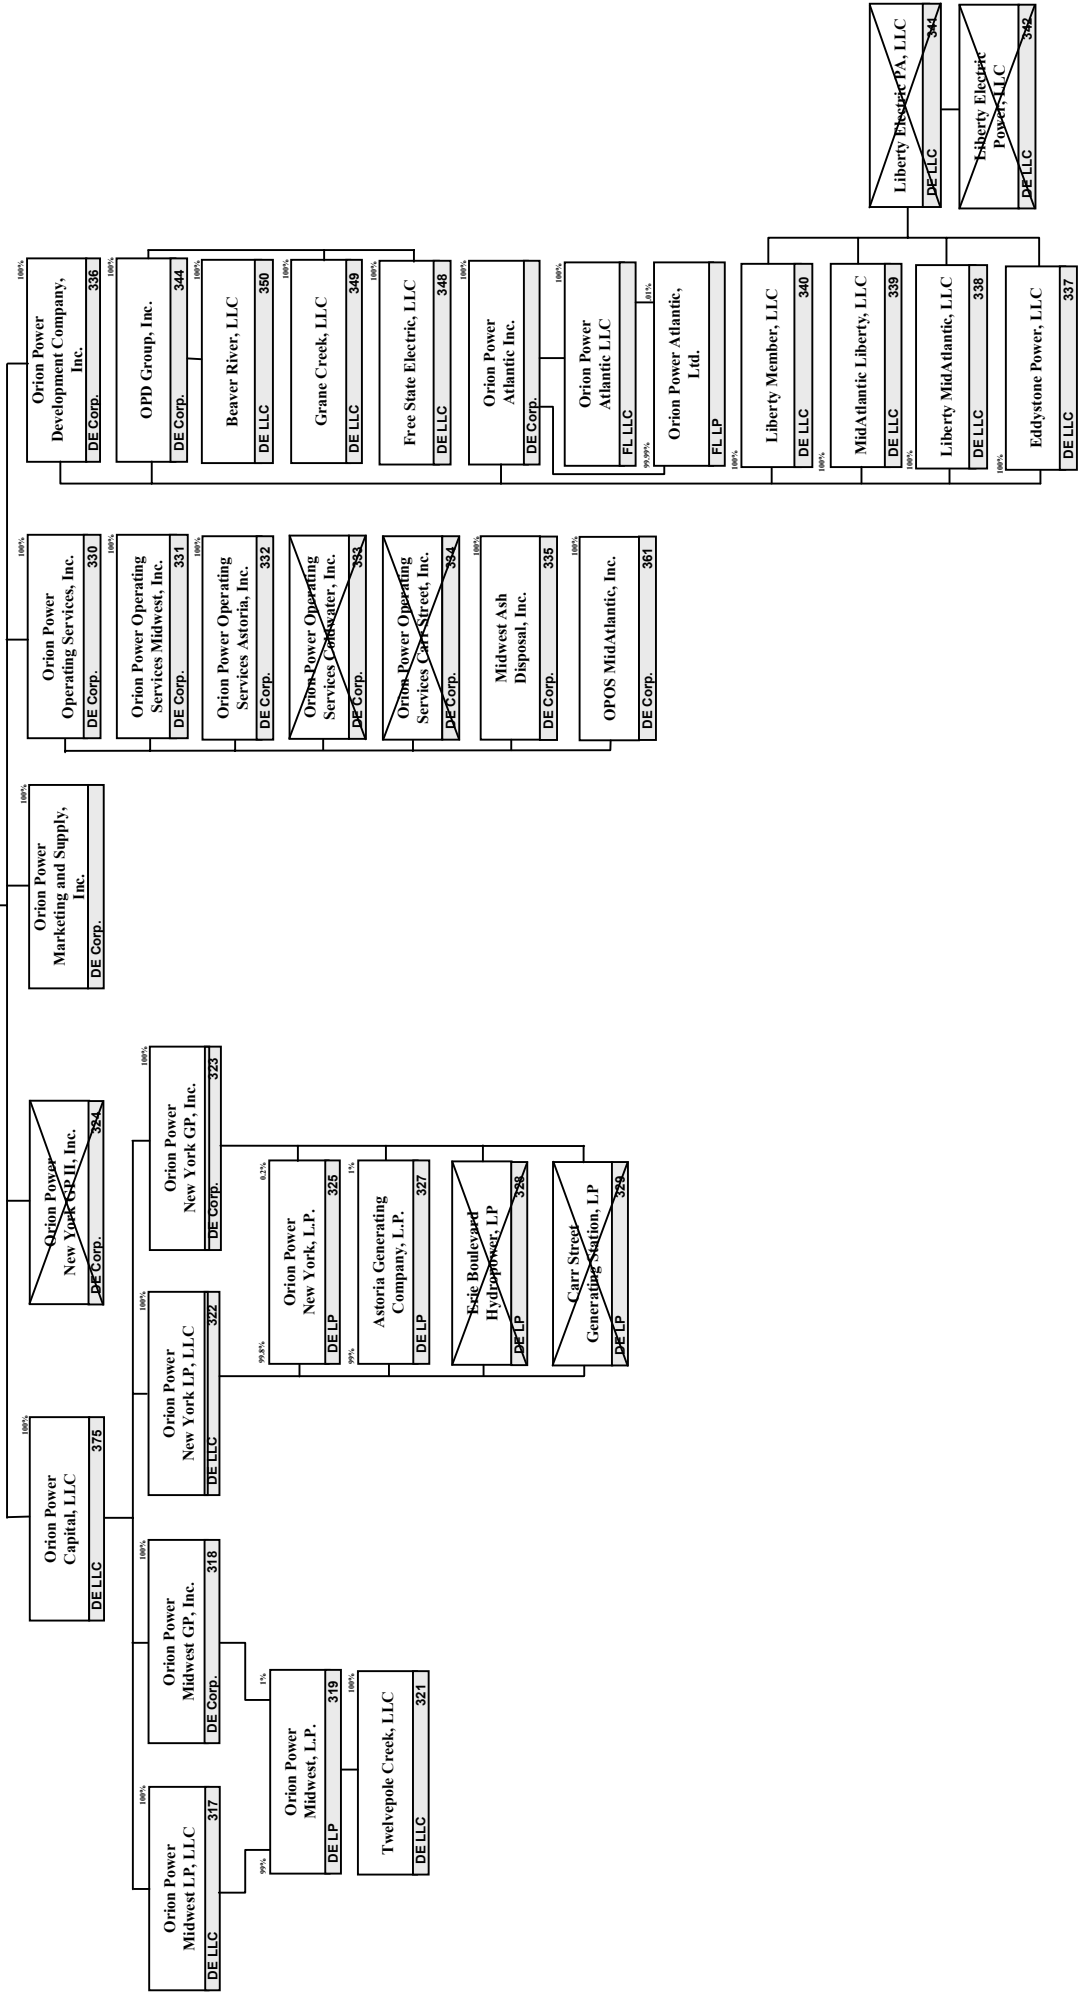 100%
Orion Power
Capital, LLC
DE LLC 375
Orion Power
New York GP II, Inc.
DE Corp. 324
100%
Orion Power
Marketing and Supply,
Inc.
DE Corp.
100%
Orion Power
Operating Services, Inc.
DE Corp. 330
100%
Orion Power
Development Company,
Inc.
DE Corp. 336
100%
Orion Power
Midwest LP, LLC
DE LLC 317
100%
Orion Power
Midwest GP, Inc.
DE Corp. 318
100%
Orion Power
New York LP, LLC
DE LLC 322
100%
Orion Power
New York GP, Inc.
DE Corp. 323
99%
1%
Orion Power
Midwest, L.P.
DE LP 319
100%
Twelvepole Creek, LLC
DE LLC 321
99.8%
0.2%
Orion Power
New York, L.P.
DE LP 325
99%
1%
Astoria Generating
Company, L.P.
DE LP 327
Erie Boulevard
Hydropower, LP
DE LP 328
Carr Street
Generating Station, LP
DE LP 329
100%
Orion Power Operating
Services Midwest, Inc.
DE Corp. 331
100%
Orion Power Operating
Services Astoria, Inc.
DE Corp. 332
Orion Power Operating
Services Coldwater, Inc.
DE Corp. 333
Orion Power Operating
Services Carr Street, Inc.
DE Corp. 334
100%
Midwest Ash
Disposal, Inc.
DE Corp. 335
100%
OPOS MidAtlantic, Inc.
DE Corp. 361
100%
OPD Group, Inc.
DE Corp. 344
100%
Beaver River, LLC
DE LLC 350
100%
Grane Creek, LLC
DE LLC 349
100%
Free State Electric, LLC
DE LLC 348
100%
Orion Power
Atlantic Inc.
DE Corp.
100%
Orion Power
Atlantic LLC
FL LLC
99.99%
.01%
Orion Power Atlantic,
Ltd.
FL LP
100%
Liberty Member, LLC
DE LLC 340
100%
MidAtlantic Liberty, LLC
DE LLC 339
100%
Liberty MidAtlantic, LLC
DE LLC 338
100%
Eddystone Power, LLC
DE LLC 337
Liberty Electric PA, LLC
DE LLC 341
Liberty Electric
Power, LLC
DE LLC 342